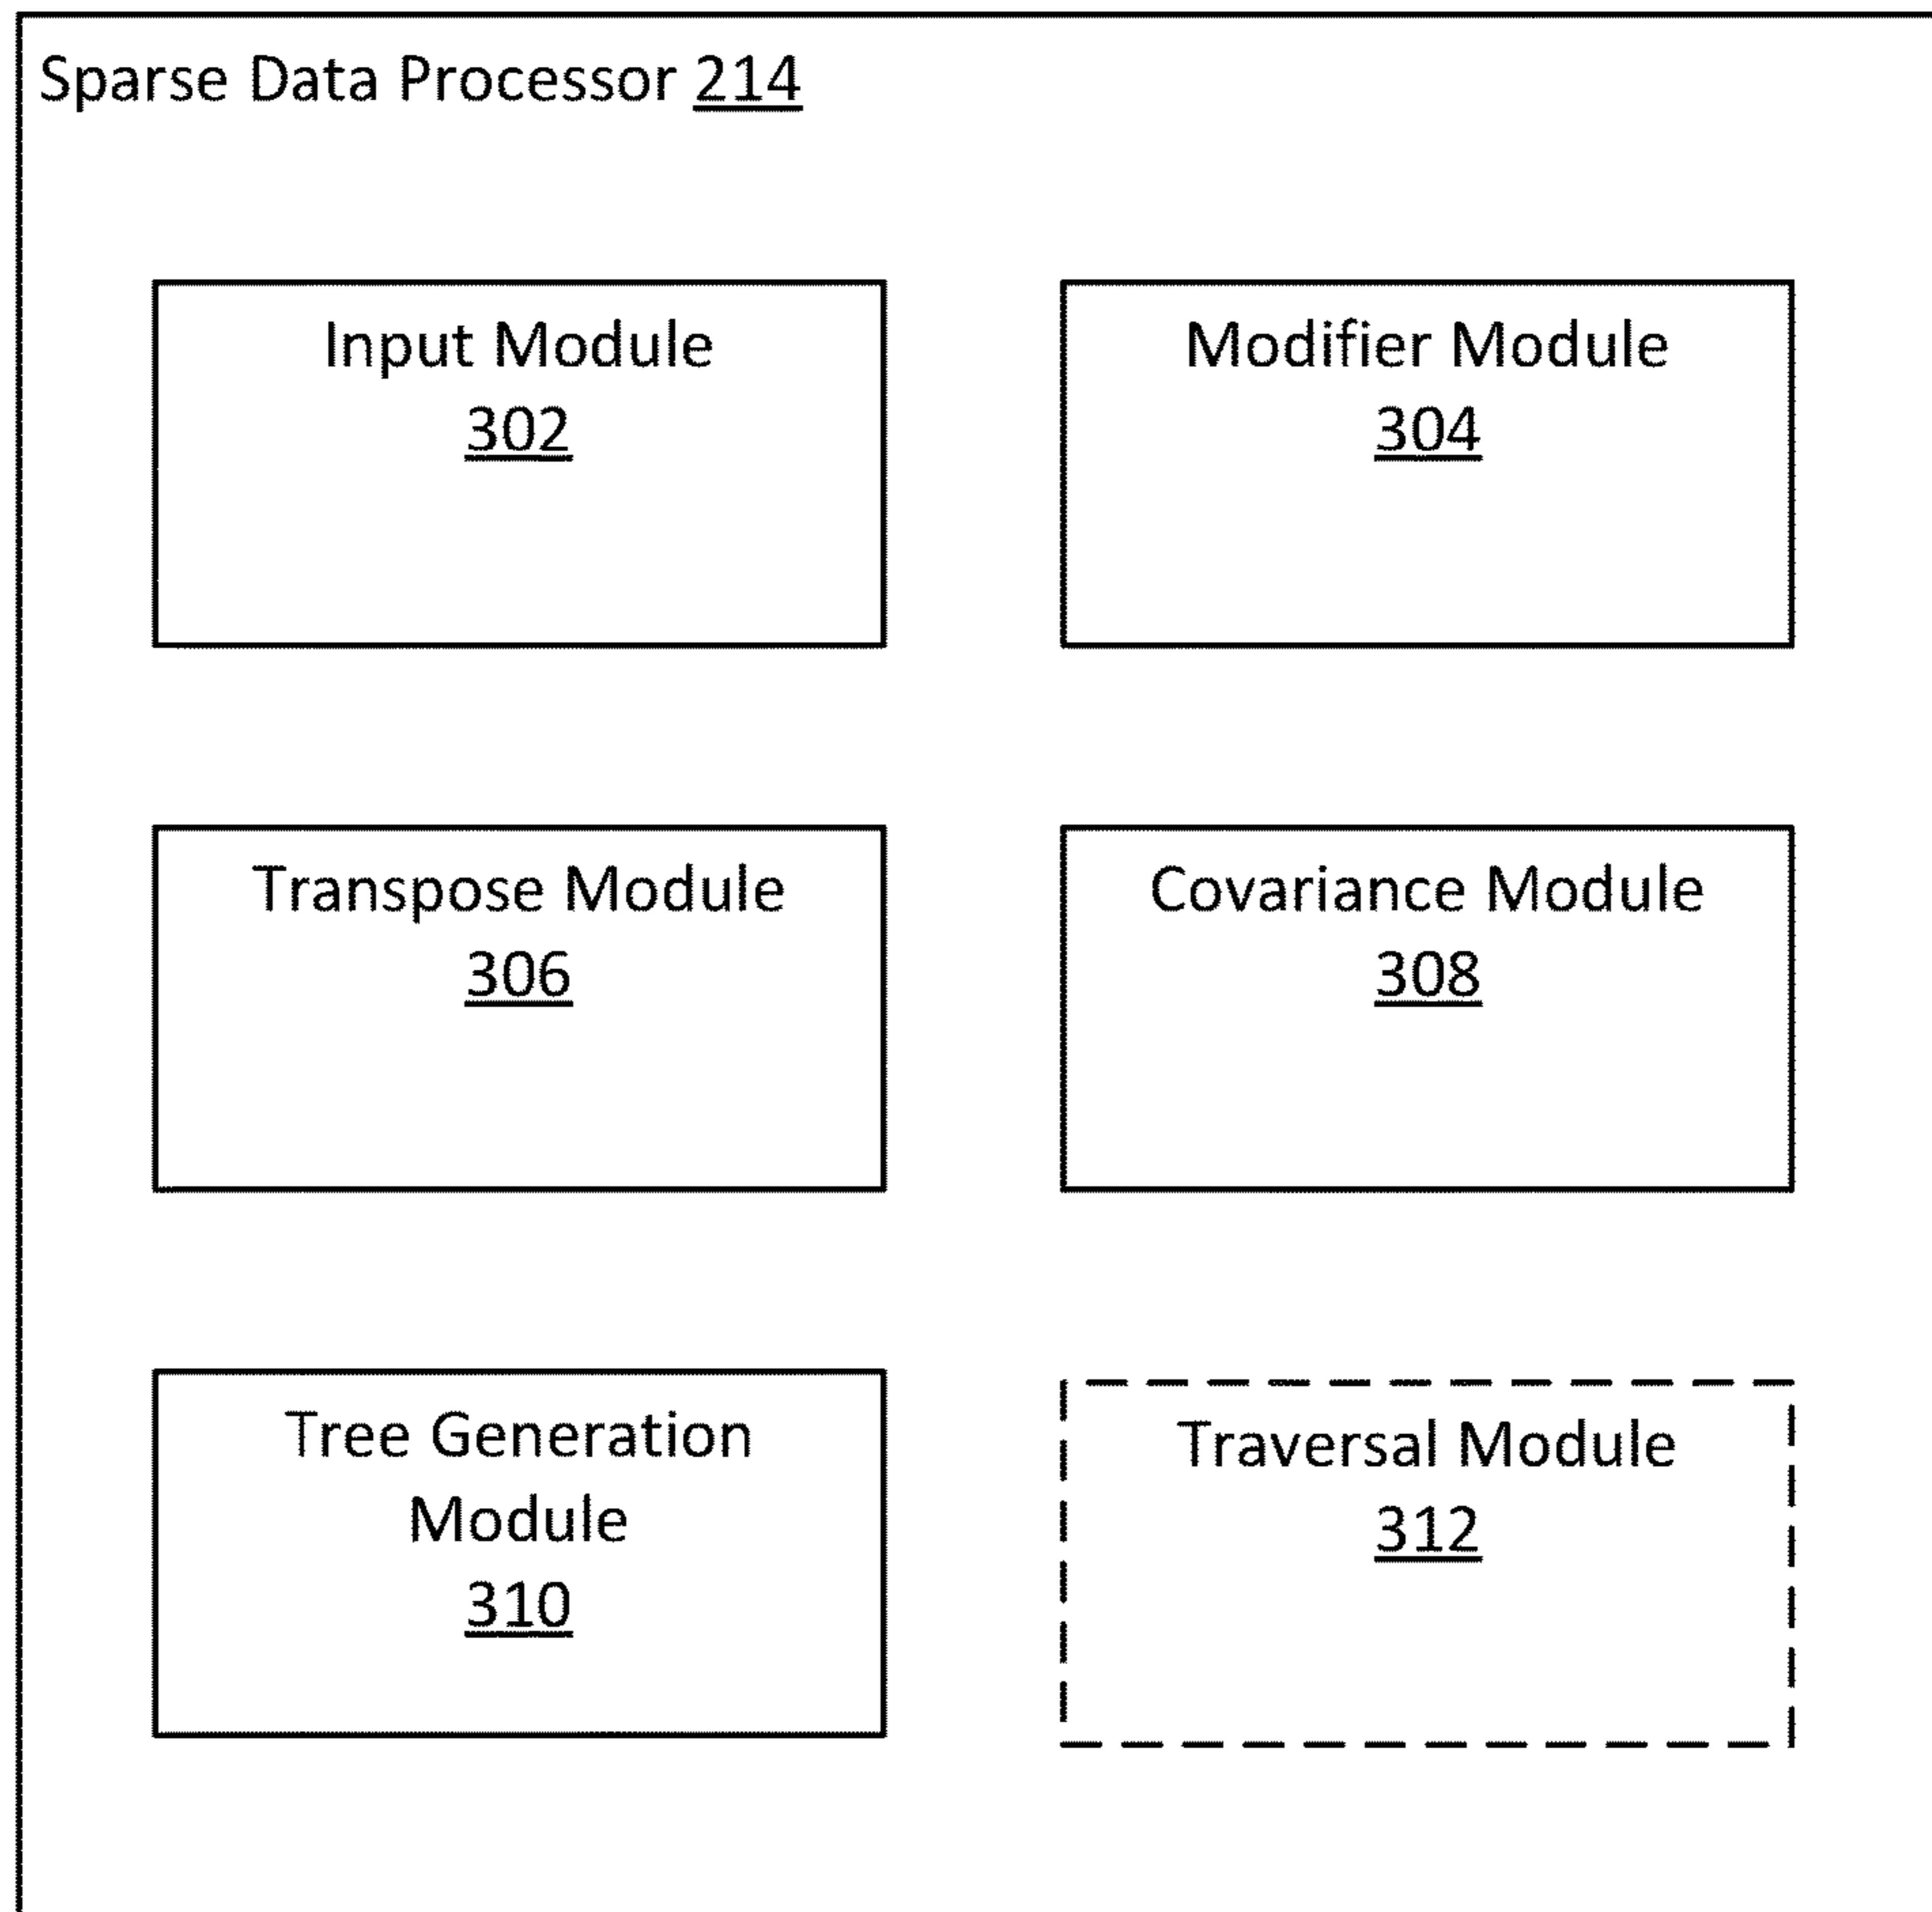 Sparse Data Processor 214
Input Module
302
Modifier Module
304
Transpose Module
306
Covariance Module
308
Tree Generation
Module
310
Traversal Module
312